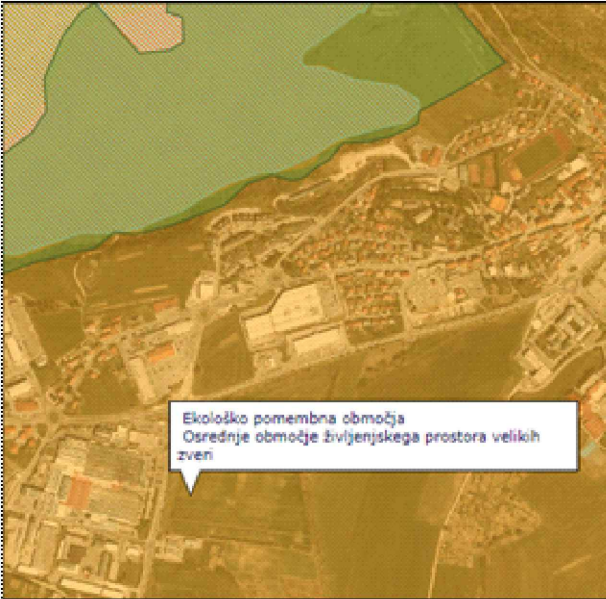 Ekološko pomembna območja
Osrednje območje življenjskega prostora velikih
zveri